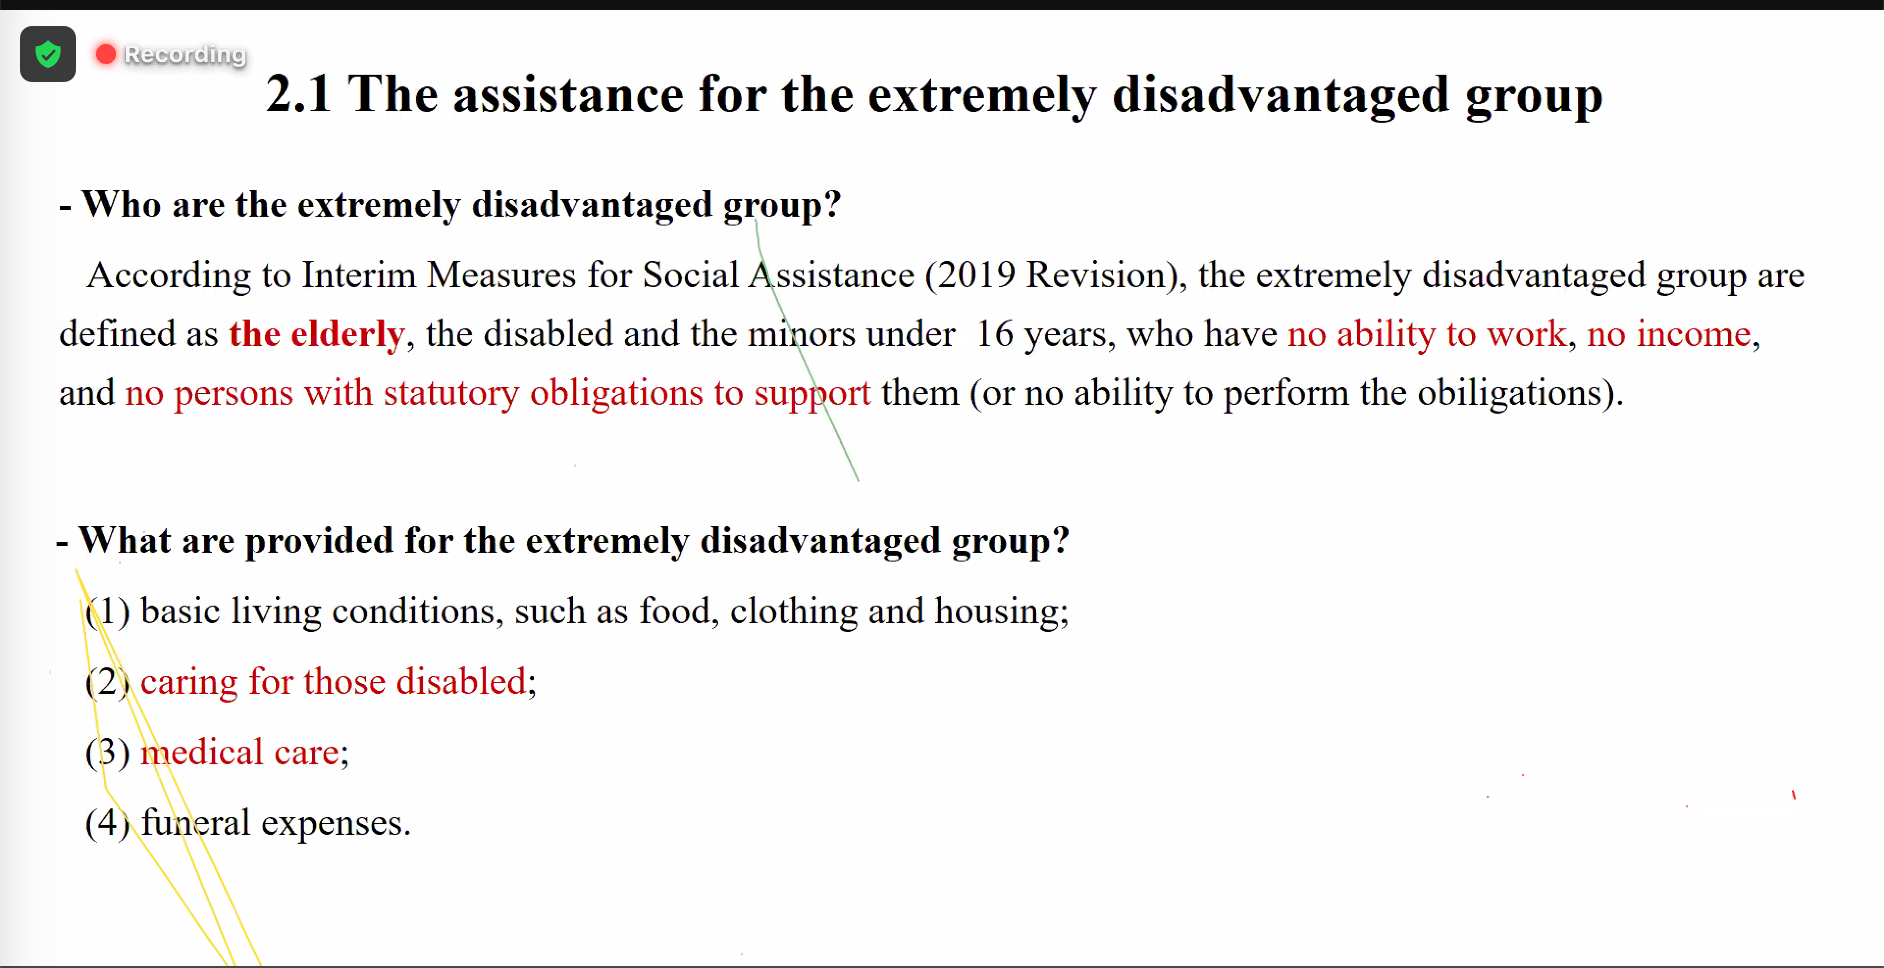 Recording
2.1 The assistance for the extremely disadvantaged group
- Who are the extremely disadvantaged group?
According to Interim Measures for Social Assistance (2019 Revision), the extremely disadvantaged group are
defined as the elderly, the disabled and the minors under 16 years, who have no ability to work, no income,
and no persons with statutory obligations to support them (or no ability to perform the obiligations).
- What are provided for the extremely disadvantaged group?
(1) basic living conditions, such as food, clothing and housing;
(2) caring for those disabled;
(3) medical care;
(4) funeral expenses.